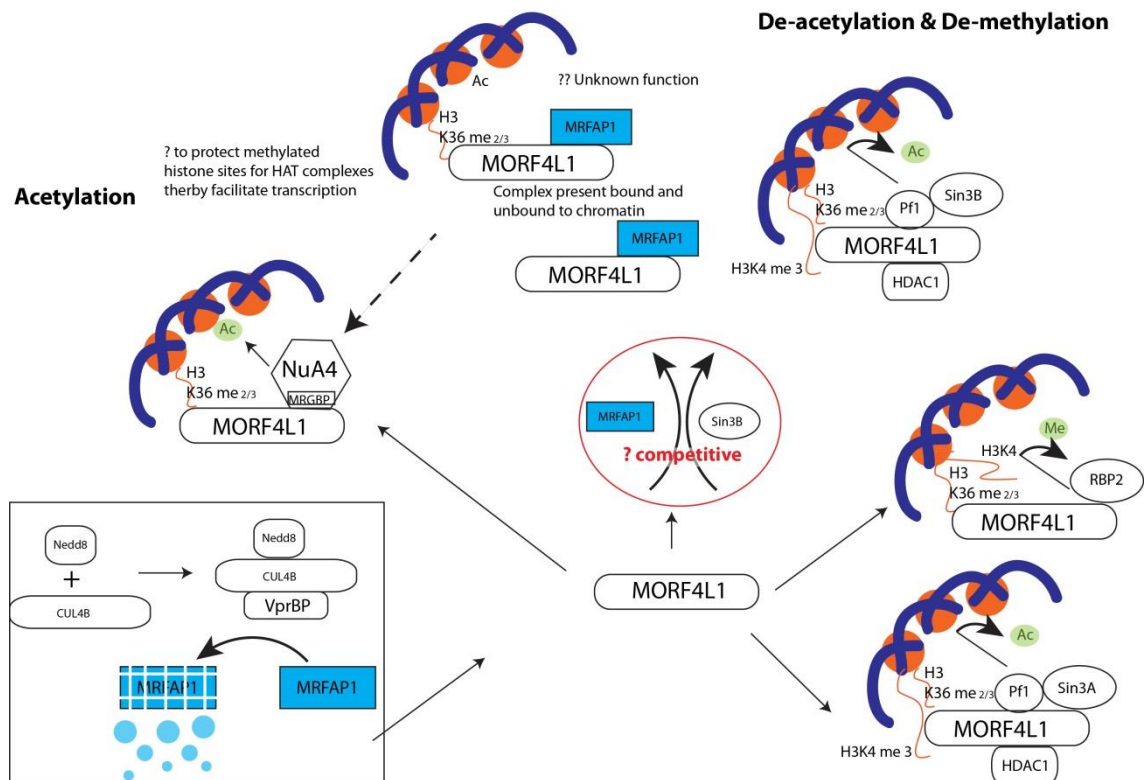 De-acetylation & De-methylation
Acetylation
? to protect methylated
histone sites for HAT complexes
therby facilitate transcription
Ac
H3
K36 me 2/3
?? Unknown function
MRFAP1
MORF4L1
Complex present bound and
unbound to chromatin
MRFAP1
MORF4L1
Ac
H3
K36 me 2/3
Pf1
Sin3B
MORF4L1
H3K4 me 3
HDAC1
Ac
NuA4
H3
K36 me 2/3
MRGBP
MORF4L1
MRFAP1
Sin3B
? competitive
Me
H3K4
H3
K36 me 2/3
RBP2
MORF4L1
MORF4L1
Nedd8
+
CUL4B
Nedd8
CUL4B
VprBP
MRFAP1
MRFAP1
Ac
H3
K36 me 2/3
Pf1
Sin3A
MORF4L1
H3K4 me 3
HDAC1